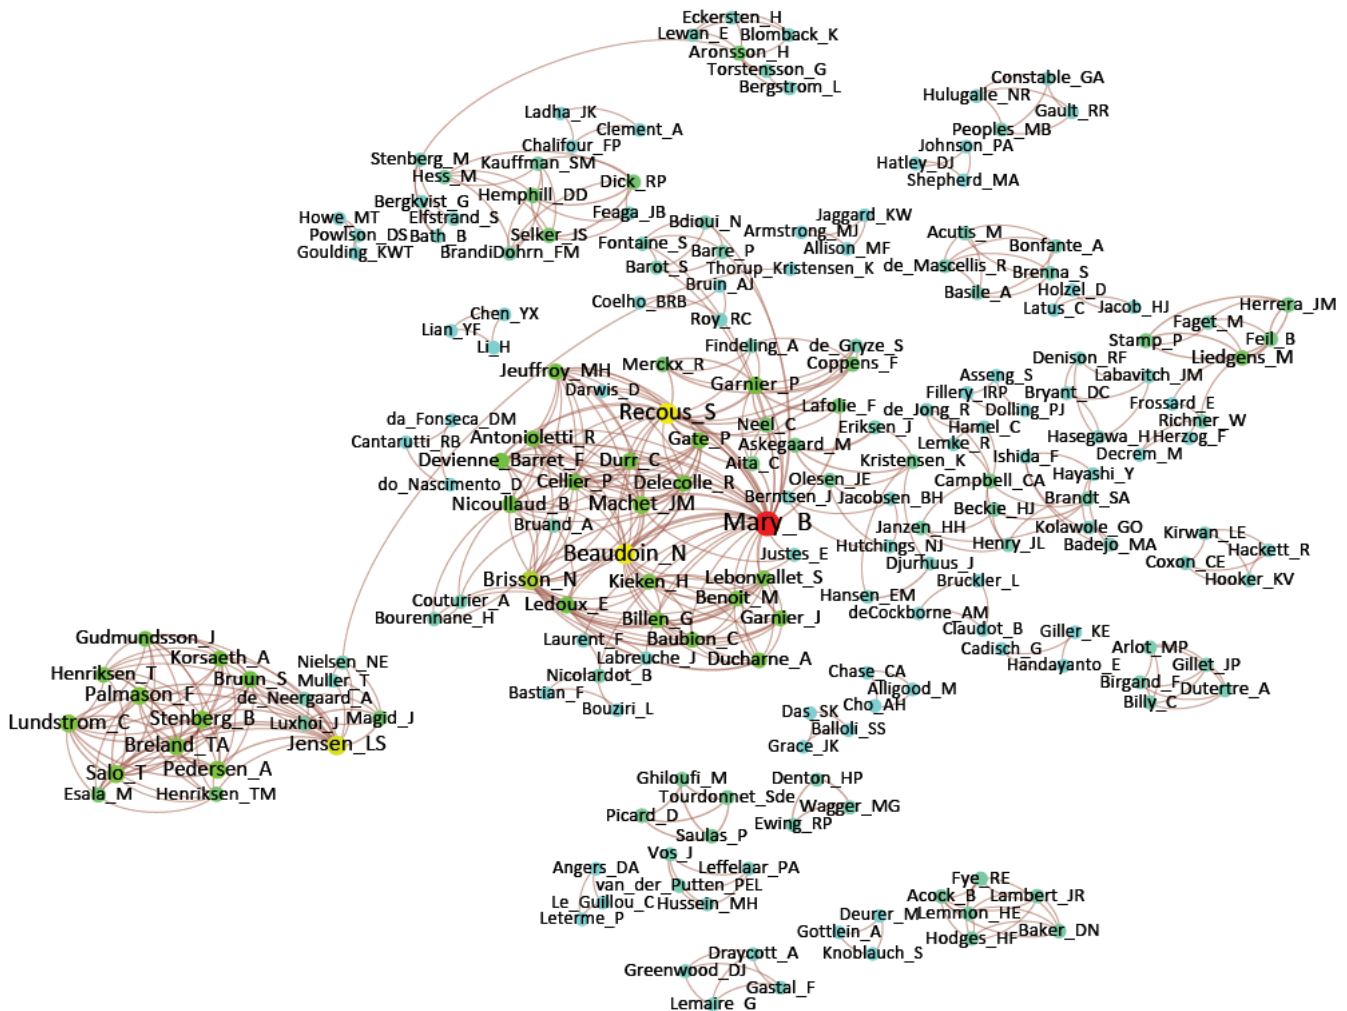 Eckersten_H
Lewan_E
Blomback_K
Aronsson_H
Torstensson_G
Bergstrom_L
Constable_GA
Hulugalle_NR
Gault_RR
Peoples_MB
Johnson_PA
Hatley_DJ
Shepherd_MA
Ladha_JK
Clement_A
Chalifour_FP
Stenberg_M
Kauffman_SM
Hess_M
Dick_RP
Hemphill_DD
Bergkvist_G
Feaga_JB
Howe_MT
Elfstrand_S
Powlson_DS
Bath_B
Selker_JS
Goulding_KWT
BrandiDohrn_FM
Bdioui_N
Jaggard_KW
Armstrong_MJ
Allison_MF
Fontaine_S
Barre_P
Barot_S
Thorup_Kristensen_K
Bruin_AJ
Coelho_BRB
Roy_RC
Acutis_M
Bonfante_A
de_Mascellis_R
Brenna_S
Basile_A
Holzel_D
Latus_C
Jacob_HJ
Herrera_JM
Faget_M
Stamp_P
Feil_B
Liedgens_M
Chen_YX
Lian_YF
Li_H
Findeling_A
de_Gryze_S
Merckx_R
Coppens_F
Jeuffroy_MH
Garnier_P
Darwis_D
Denison_RF
Asseng_S
Labavitch_JM
Fillery_IRP
Bryant_DC
Lafolie_F
de_Jong_R
Dolling_PJ
Frossard_E
Recous_S
Richner_W
da_Fonseca_DM
Neel_C
Eriksen_J
Hamel_C
Cantarutti_RB
Antonioletti_R
Gate_P
Askegaard_M
Lemke_R
Hasegawa_H
Herzog_F
Devienne_Barret_F
Durr_C
Aita_C
Kristensen_K
Ishida_F
Decrem_M
do_Nascimento_D
Cellier_P
Delecolle_R
Olesen_JE
Campbell_CA
Hayashi_Y
Nicoullaud_B
Machet_JM
Berntsen_J
Jacobsen_BH
Beckie_HJ
Brandt_SA
Bruand_A
Mary_B
Janzen_HH
Kolawole_GO
Kirwan_LE
Beaudoin_N
Justes_E
Hutchings_NJ
Henry_JL
Badejo_MA
Hackett_R
Coxon_CE
Djurhuus_J
Hooker_KV
Brisson_N
Kieken_H
Lebonvallet_S
Bruckler_L
Couturier_A
Ledoux_E
Benoit_M
Hansen_EM
Bourennane_H
Billen_G
Garnier_J
deCockborne_AM
Claudot_B
Giller_KE
Laurent_F
Baubion_C
Cadisch_G
Handayanto_E
Arlot_MP
Labreuche_J
Ducharne_A
Gillet_JP
Nicolardot_B
Birgand_F
Dutertre_A
Billy_C
Bastian_F
Bouziri_L
Chase_CA
Alligood_M
Cho_AH
Das_SK
Balloli_SS
Grace_JK
Gudmundsson_J
Korsaeth_A
Nielsen_NE
Henriksen_T
Bruun_S
Muller_T
Palmason_F
de_Neergaard_A
Lundstrom_C
Stenberg_B
Luxhoi_J
Magid_J
Breland_TA
Jensen_LS
Salo_T
Pedersen_A
Esala_M
Henriksen_TM
Ghiloufi_M
Denton_HP
Tourdonnet_Sde
Wagger_MG
Picard_D
Ewing_RP
Saulas_P
Vos_J
Angers_DA
Leffelaar_PA
van_der_Putten_PEL
Le_Guillou_C
Hussein_MH
Leterme_P
Fye_RE
Acock_B
Lambert_JR
Deurer_M
Lemmon_HE
Gottlein_A
Baker_DN
Hodges_HF
Knoblauch_S
Draycott_A
Greenwood_DJ
Gastal_F
Lemaire_G